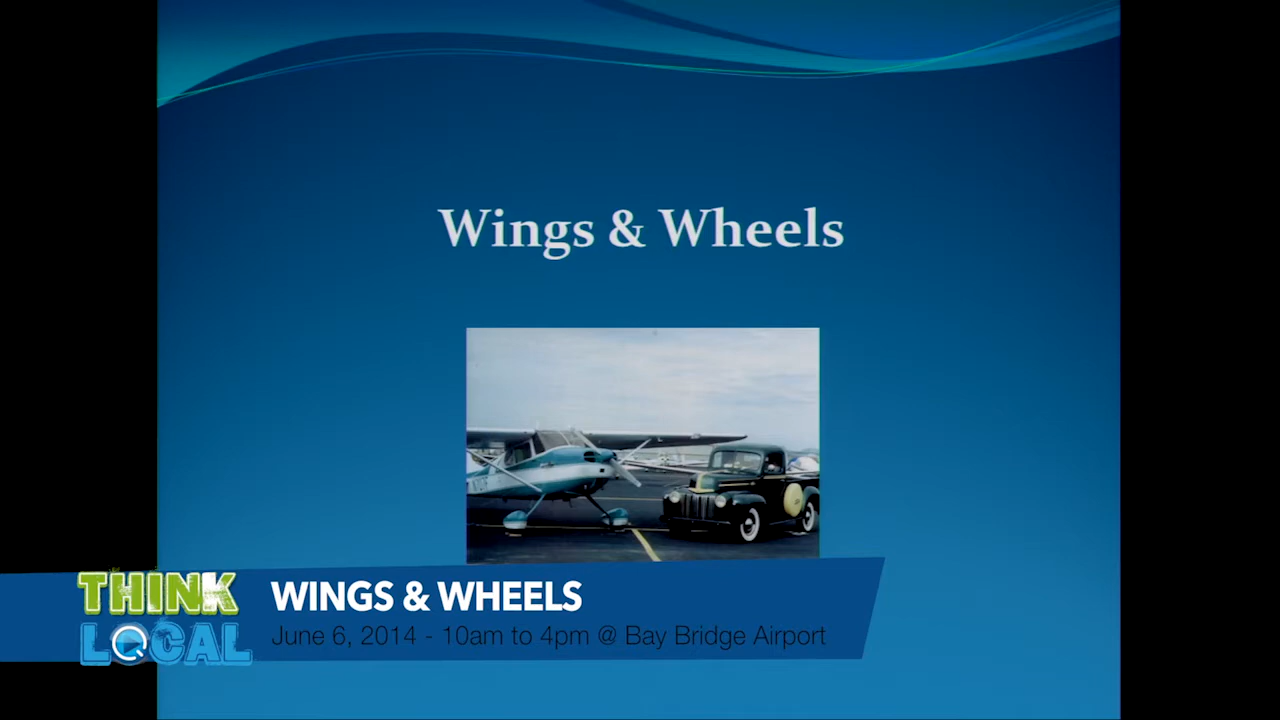 Wings & Wheels
THINK
LOCAL
WINGS & WHEELS
June 6, 2014 - 10am to 4pm @ Bay Bridge Airport